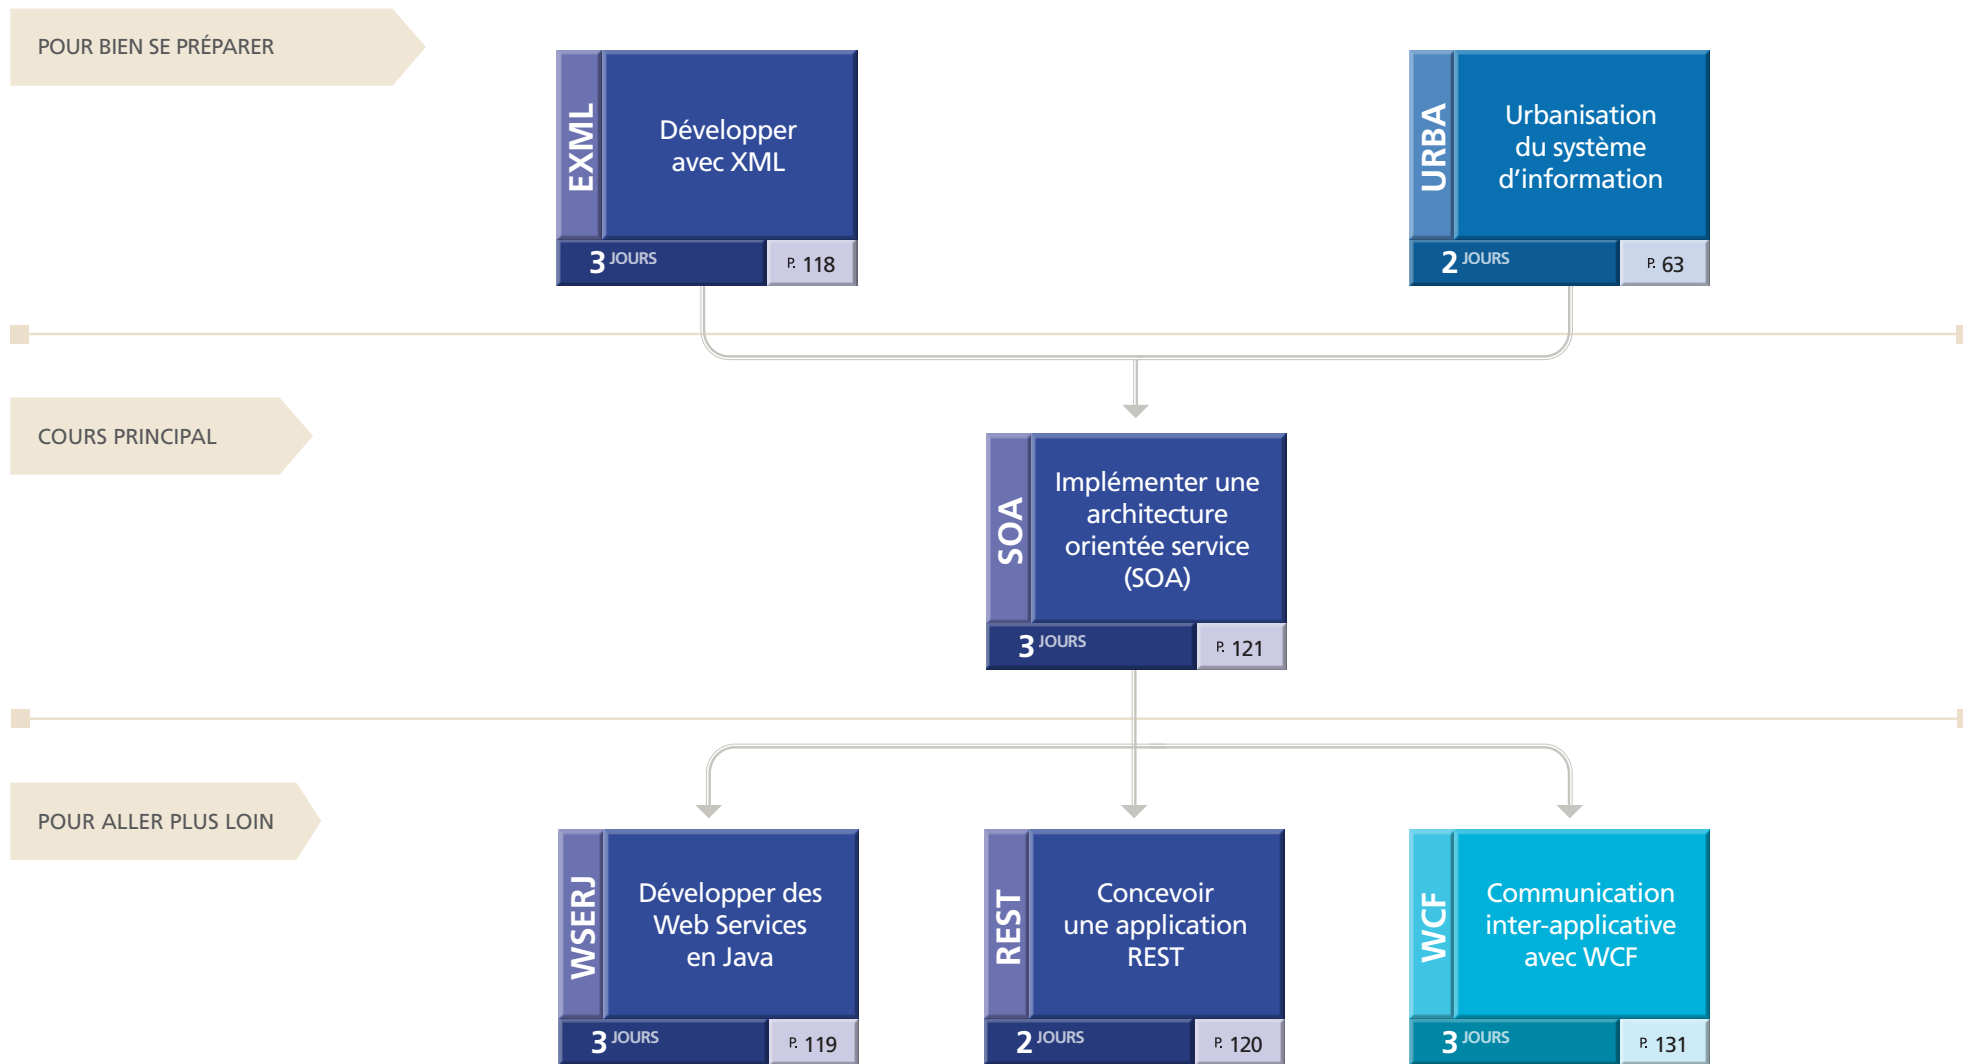 POUR BIEN SE PRÉPARER
EXML
Développer
avec XML
3 JOURS
P. 118
URBA
Urbanisation
du système
d’information
2 JOURS
P. 63
COURS PRINCIPAL
SOA
Implémenter une
architecture
orientée service
(SOA)
3 JOURS
P. 121
POUR ALLER PLUS LOIN
WSERJ
Développer des
Web Services
en Java
3 JOURS
P. 119
REST
Concevoir
une application
REST
2 JOURS
P. 120
WCF
Communication
inter-applicative
avec WCF
3 JOURS
P. 131